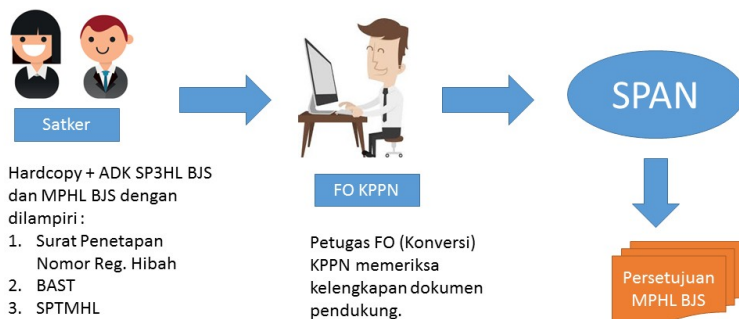 Satker
Hardcopy + ADK SP3HL BJS
dan MPHL BJS dengan
dilampiri :
1. Surat Penetapan
Nomor Reg. Hibah
2. BAST
3. SPTMHL
FO KPPN
Petugas FO (Konversi)
KPPN memeriksa
kelengkapan dokumen
pendukung.
SPAN
Persetujuan
MPHL BJS